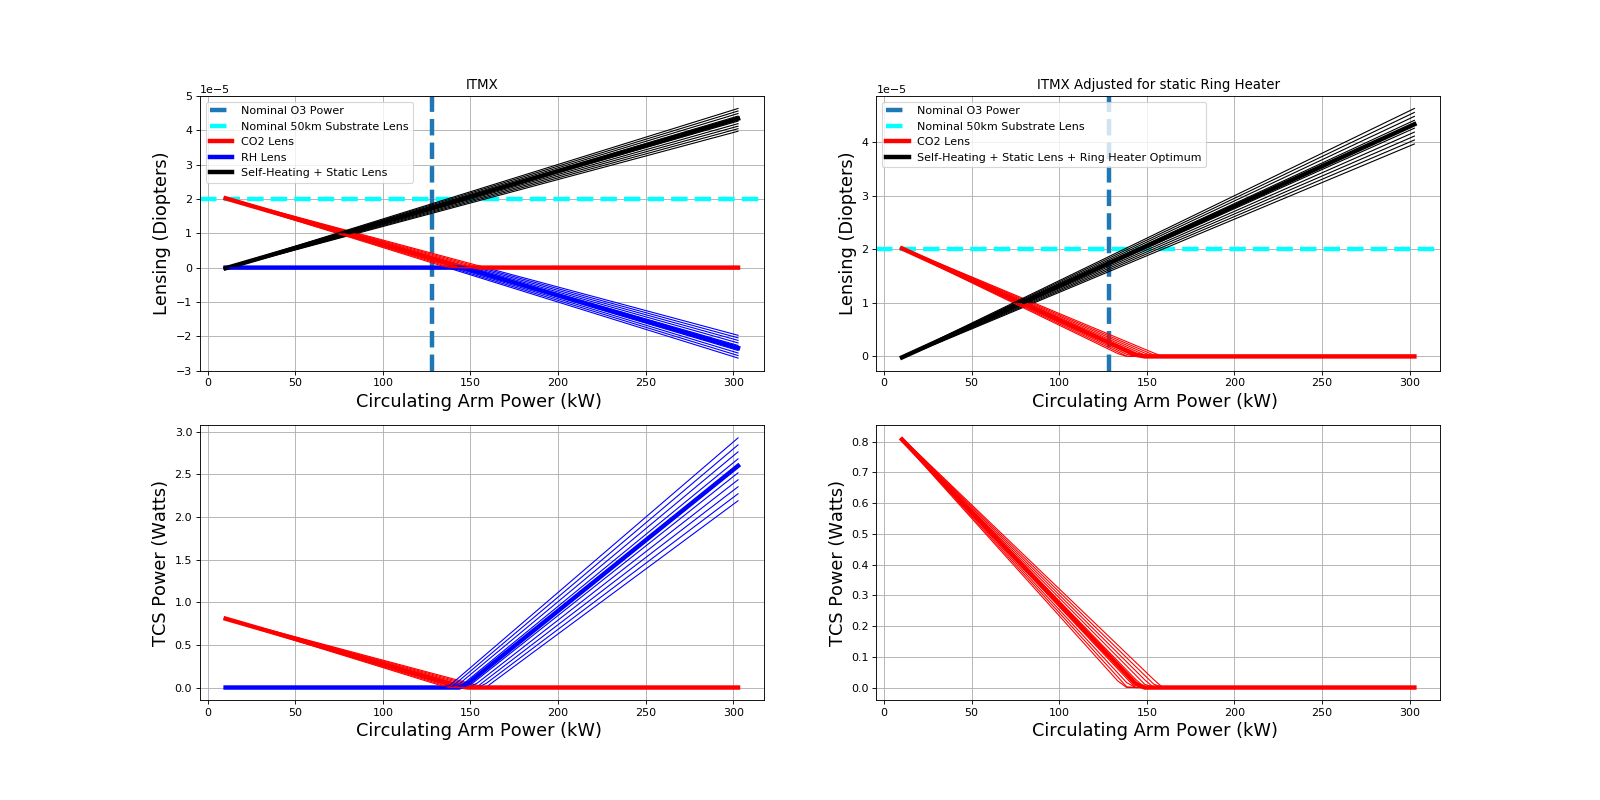 ITMX
1e−5
Nominal O3 Power
Nominal 50km Substrate Lens
CO2 Lens
RH Lens
Self-Heating + Static Lens
Lensing (Diopters)
5
4
3
2
1
0
−1
−2
−3
0 50 100 150 200 250 300
Circulating Arm Power (kW)
ITMX Adjusted for static Ring Heater
1e−5
Nominal O3 Power
Nominal 50km Substrate Lens
CO2 Lens
Self-Heating + Static Lens + Ring Heater Optimum
Lensing (Diopters)
4
3
2
1
0
0 50 100 150 200 250 300
Circulating Arm Power (kW)
TCS Power (Watts)
3.0
2.5
2.0
1.5
1.0
0.5
0.0
0 50 100 150 200 250 300
Circulating Arm Power (kW)
TCS Power (Watts)
0.8
0.7
0.6
0.5
0.4
0.3
0.2
0.1
0.0
0 50 100 150 200 250 300
Circulating Arm Power (kW)